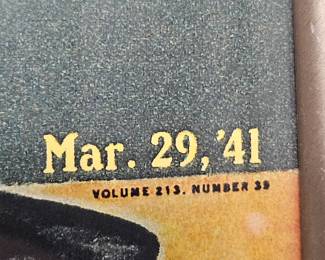 Mar. 29, '41
VOLUME 213, NUMBER 39